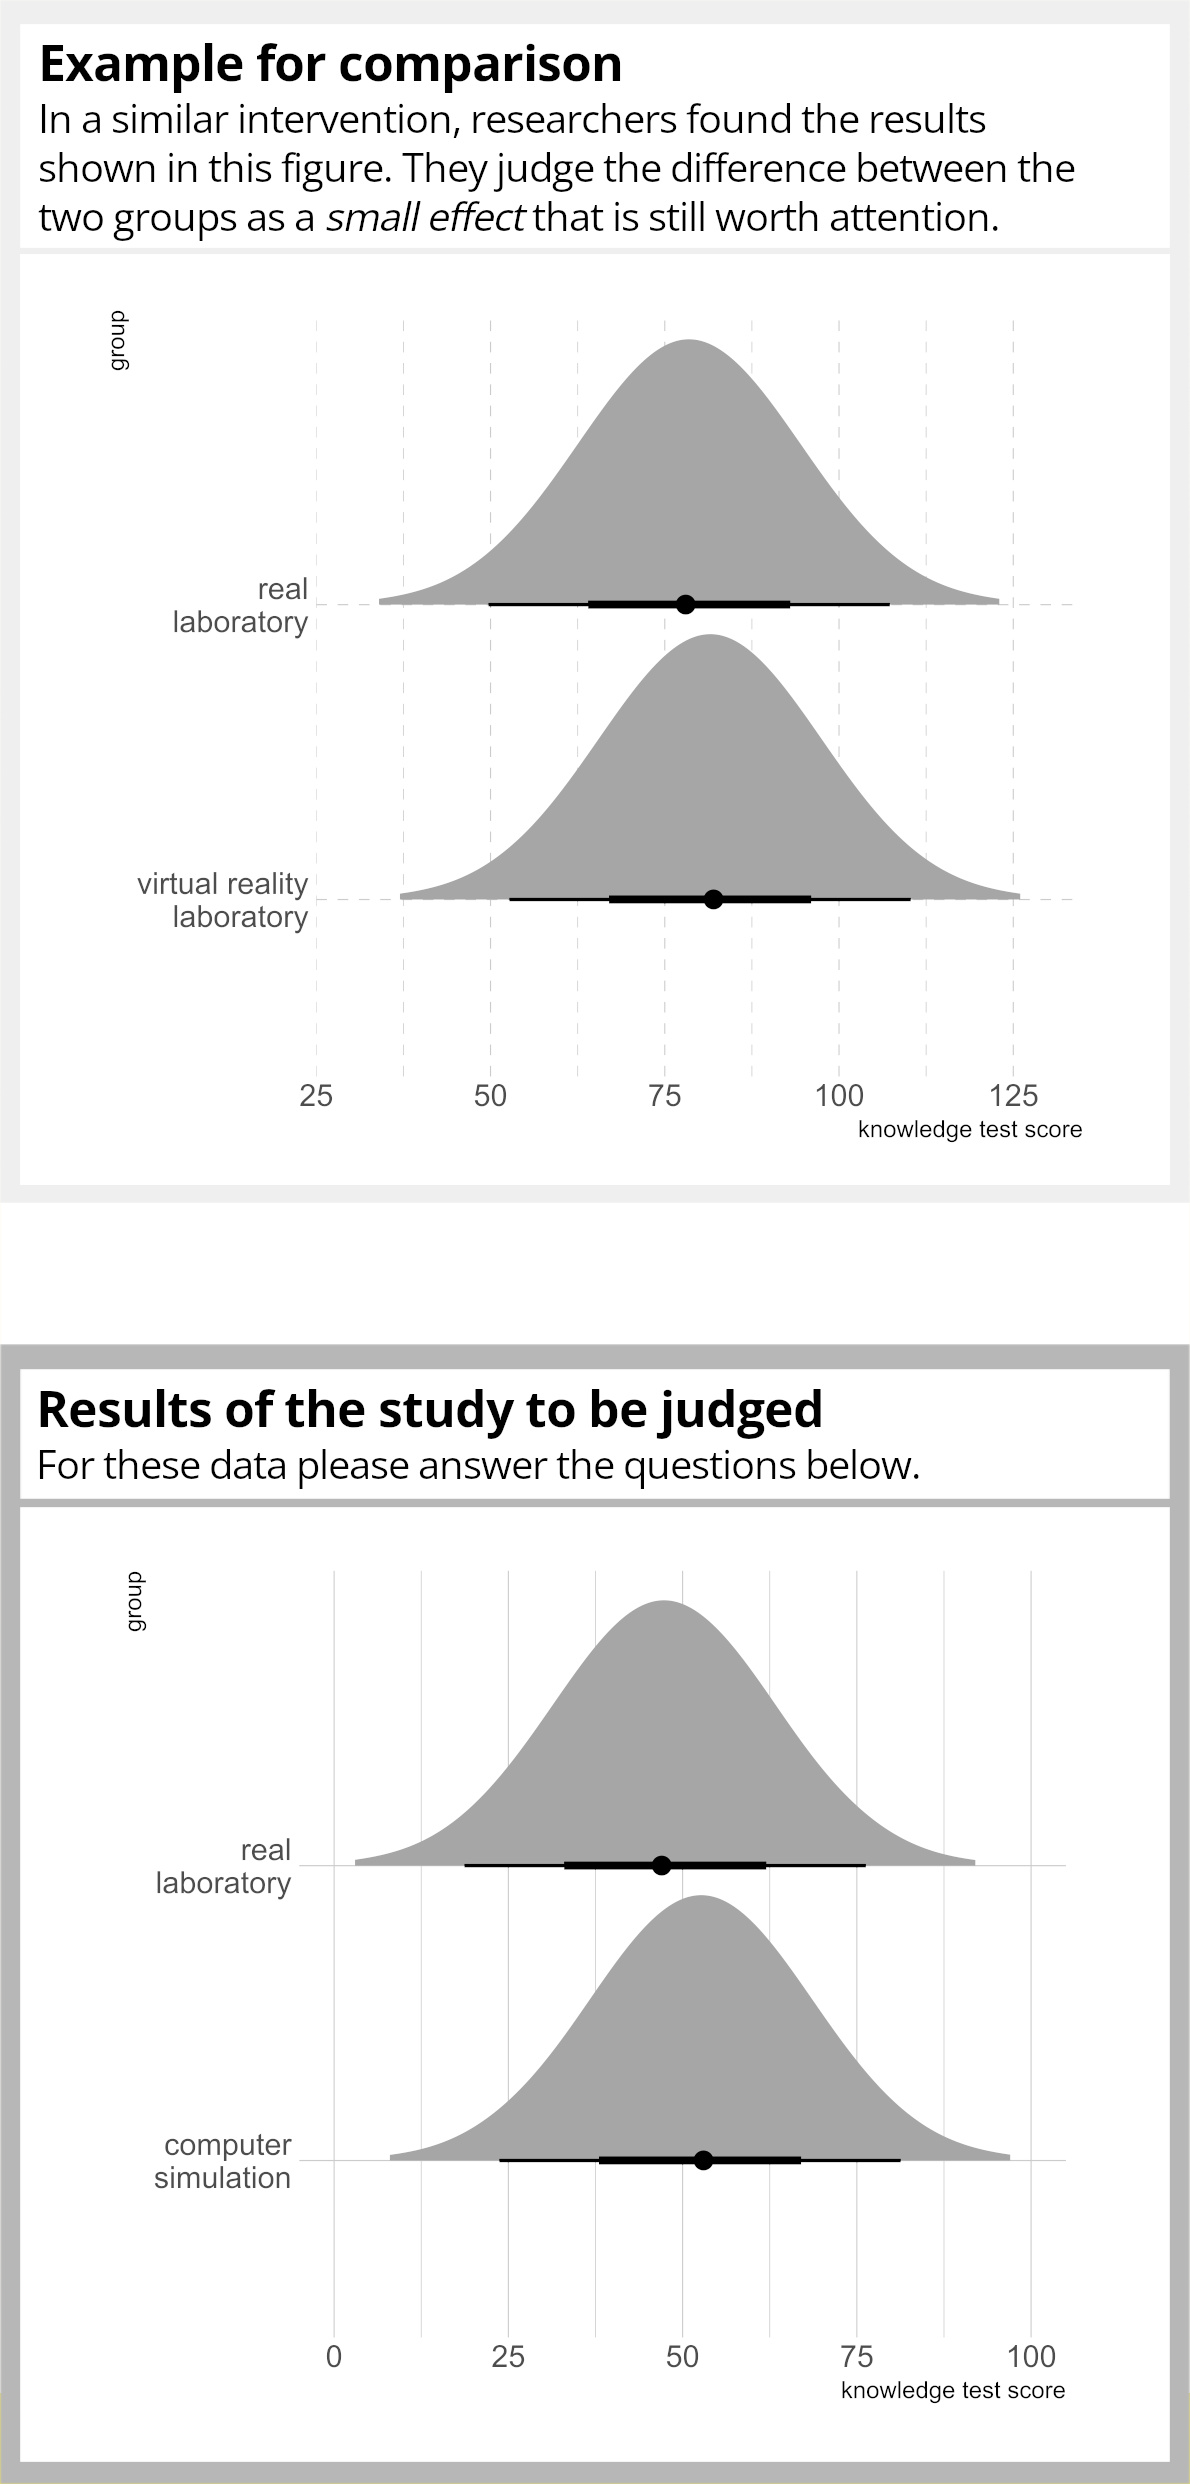 Example for comparison
In a similar intervention, researchers found the results
shown in this figure. They judge the difference between the
two groups as a small effect that is still worth attention.
group
real
laboratory
virtual reality
laboratory
25 50 75 100 125
knowledge test score
Results of the study to be judged
For these data please answer the questions below.
group
real
laboratory
computer
simulation
0 25 50 75 100
knowledge test score